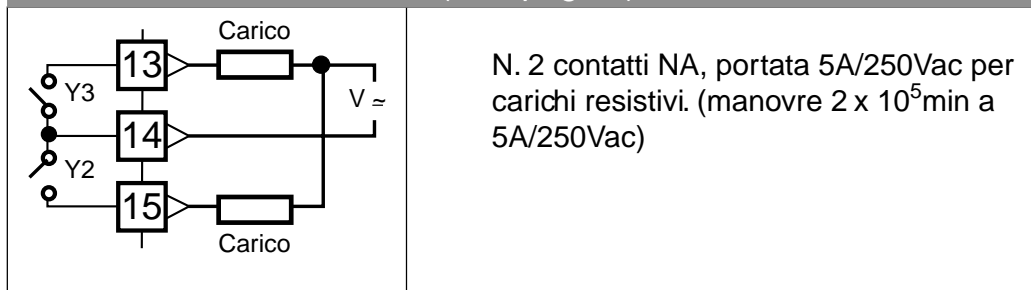 Carico
13
Y3
V ≃
14
Y2
15
Carico
N. 2 contatti NA, portata 5A/250Vac per
carichi resistivi. (manovre 2 x 10⁵min a
5A/250Vac)